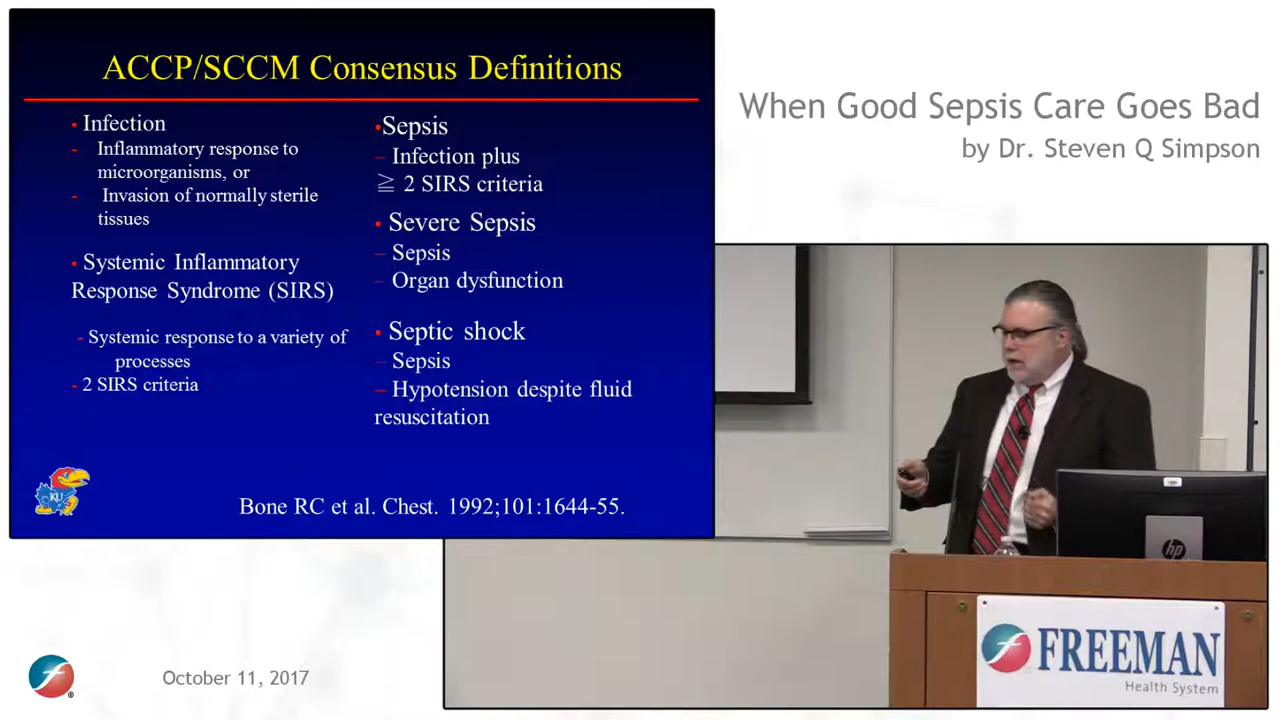 ACCP/SCCM Consensus Definitions
• Infection
- Inflammatory response to
microorganisms, or
- Invasion of normally sterile
tissues
• Systemic Inflammatory
Response Syndrome (SIRS)
- Systemic response to a variety of
processes
- 2 SIRS criteria
•Sepsis
– Infection plus
≧ 2 SIRS criteria
• Severe Sepsis
– Sepsis
– Organ dysfunction
• Septic shock
– Sepsis
– Hypotension despite fluid
resuscitation
KU
Bone RC et al. Chest. 1992;101:1644-55.
When Good Sepsis Care Goes Bad
by Dr. Steven Q Simpson
hp
FREEMAN
Health System
f
®
October 11, 2017